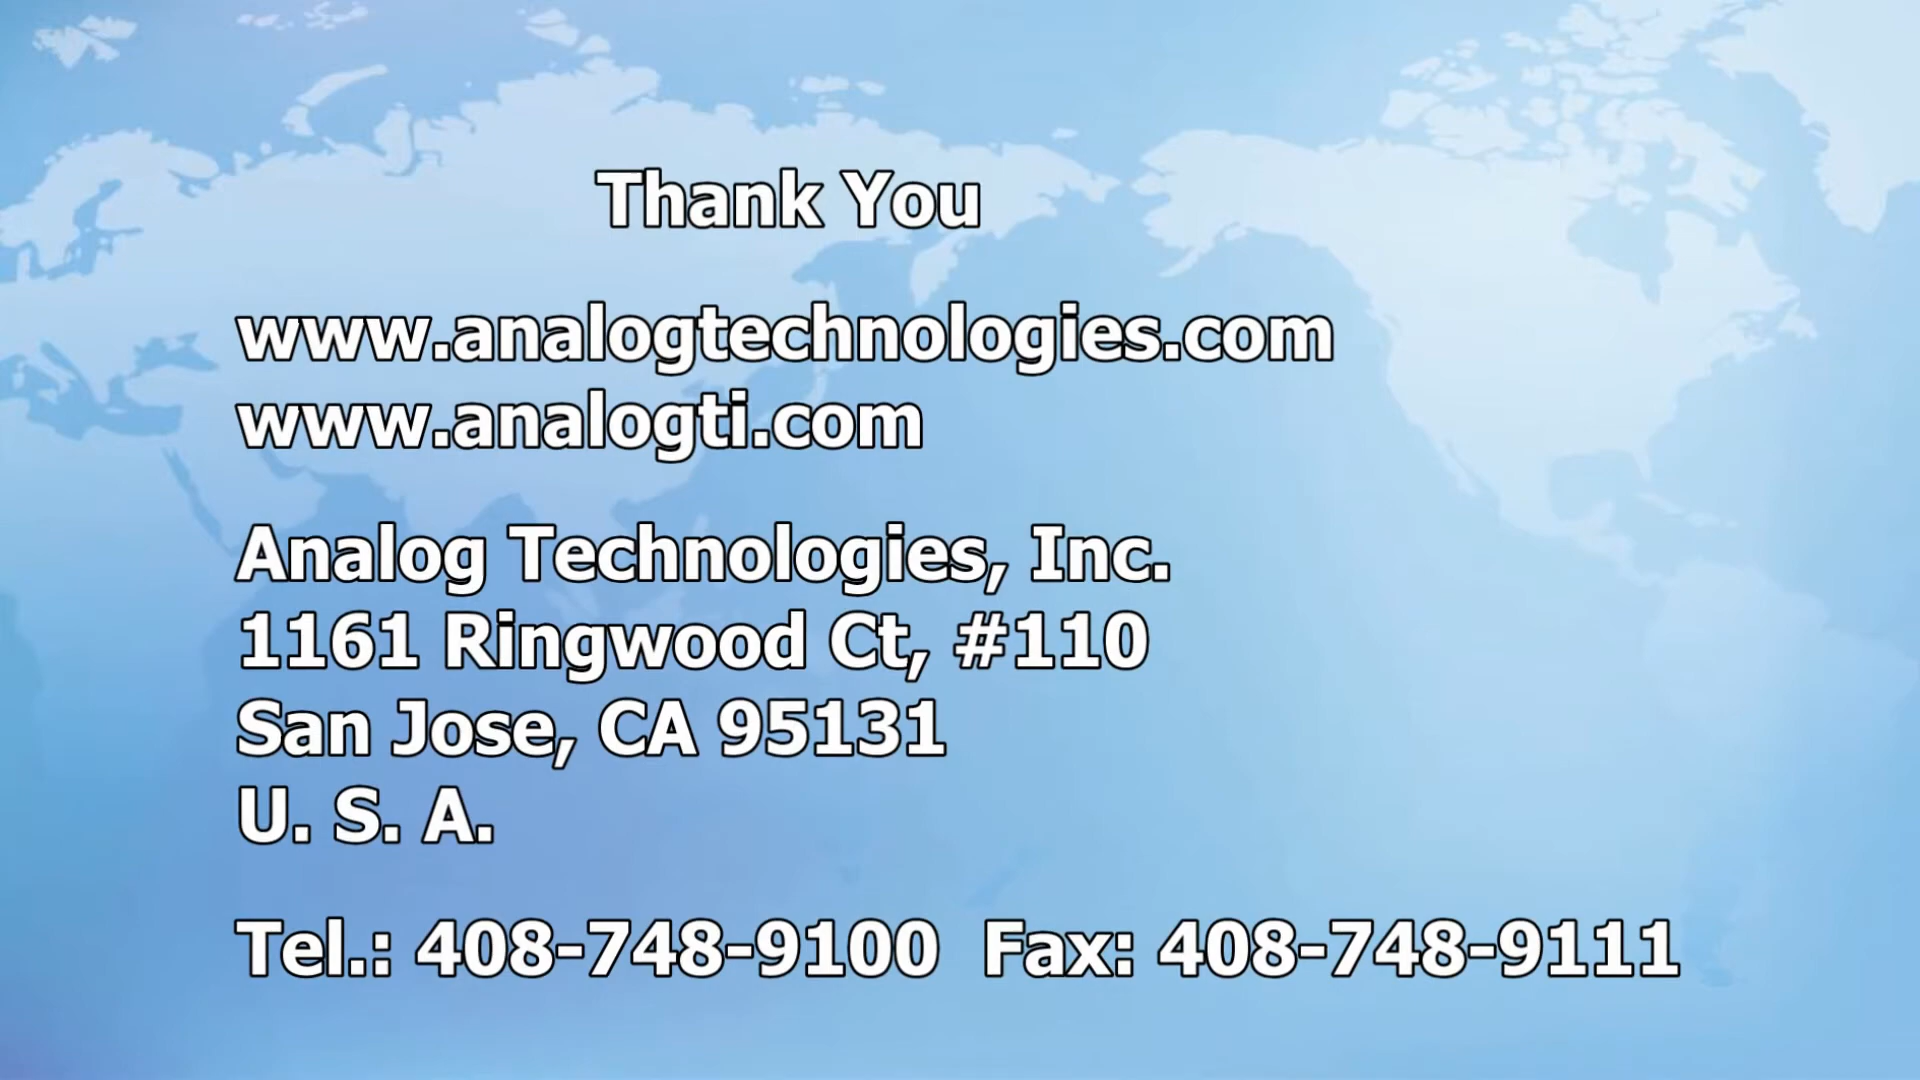 Thank You
www.analogtechnologies.com
www.analogti.com
Analog Technologies, Inc.
1161 Ringwood Ct, #110
San Jose, CA 95131
U. S. A.
Tel.: 408-748-9100  Fax: 408-748-9111